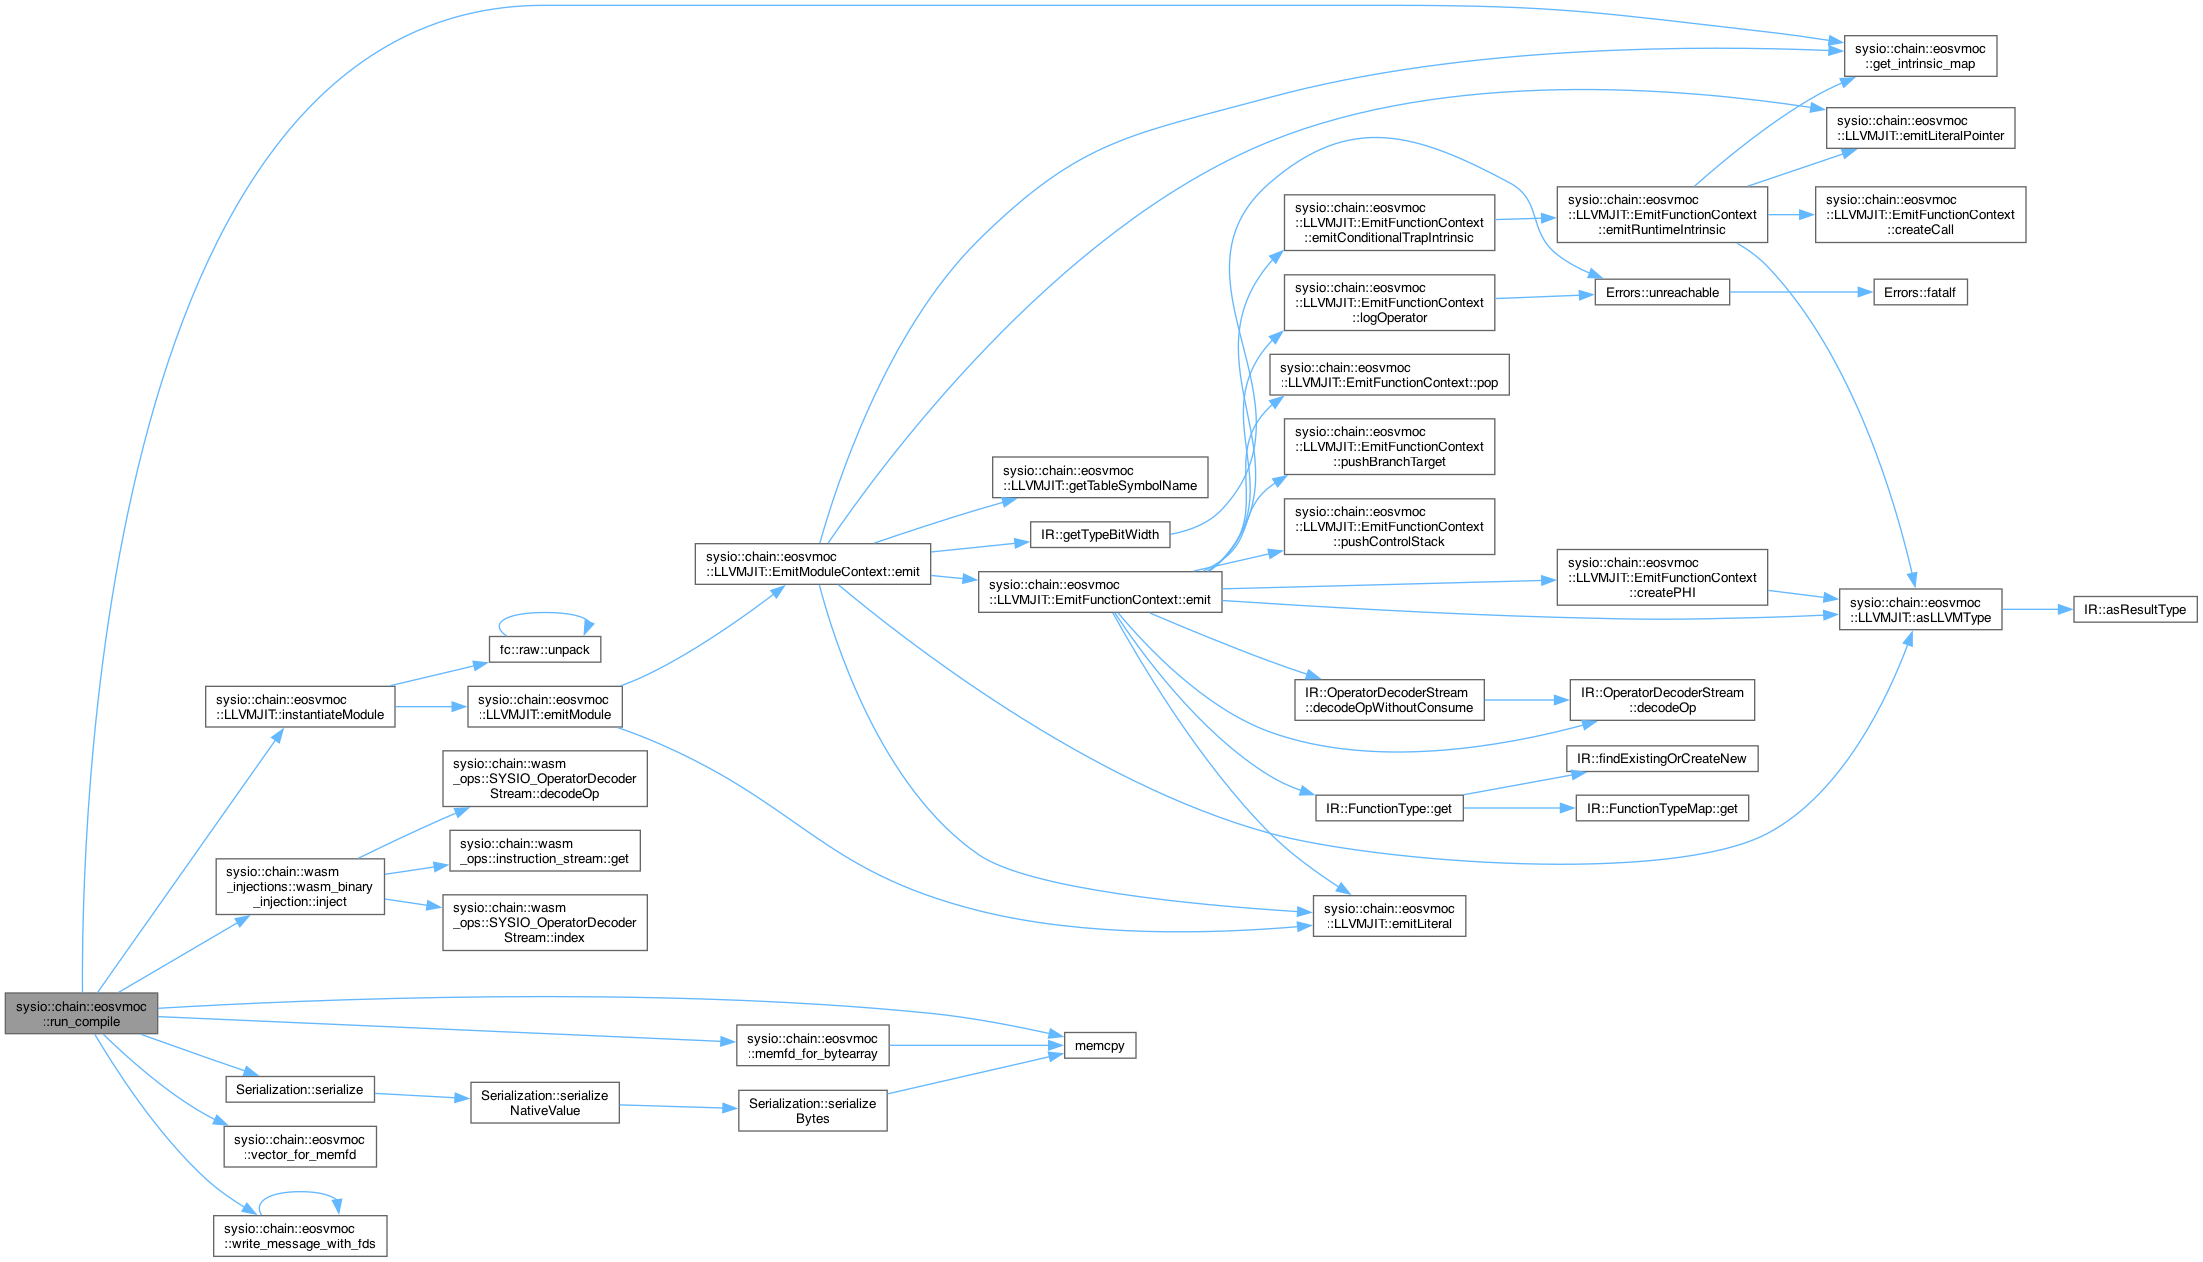 sysio::chain::eosvmoc
::get_intrinsic_map
sysio::chain::eosvmoc
::LLVMJIT::emitLiteralPointer
sysio::chain::eosvmoc
::LLVMJIT::EmitFunctionContext
::emitConditionalTrapIntrinsic
sysio::chain::eosvmoc
::LLVMJIT::EmitFunctionContext
::emitRuntimeIntrinsic
sysio::chain::eosvmoc
::LLVMJIT::EmitFunctionContext
::createCall
sysio::chain::eosvmoc
::LLVMJIT::EmitFunctionContext
::logOperator
Errors::unreachable
Errors::fatalf
sysio::chain::eosvmoc
::LLVMJIT::EmitFunctionContext::pop
sysio::chain::eosvmoc
::LLVMJIT::EmitFunctionContext
::pushBranchTarget
sysio::chain::eosvmoc
::LLVMJIT::getTableSymbolName
sysio::chain::eosvmoc
::LLVMJIT::EmitFunctionContext
::pushControlStack
IR::getTypeBitWidth
sysio::chain::eosvmoc
::LLVMJIT::EmitModuleContext::emit
sysio::chain::eosvmoc
::LLVMJIT::EmitFunctionContext::emit
sysio::chain::eosvmoc
::LLVMJIT::EmitFunctionContext
::createPHI
sysio::chain::eosvmoc
::LLVMJIT::asLLVMType
IR::asResultType
fc::raw::unpack
sysio::chain::eosvmoc
::LLVMJIT::instantiateModule
sysio::chain::eosvmoc
::LLVMJIT::emitModule
IR::OperatorDecoderStream
::decodeOpWithoutConsume
IR::OperatorDecoderStream
::decodeOp
sysio::chain::wasm
_ops::SYSIO_OperatorDecoder
Stream::decodeOp
IR::findExistingOrCreateNew
IR::FunctionType::get
IR::FunctionTypeMap::get
sysio::chain::wasm
_ops::instruction_stream::get
sysio::chain::wasm
_injections::wasm_binary
_injection::inject
sysio::chain::wasm
_ops::SYSIO_OperatorDecoder
Stream::index
sysio::chain::eosvmoc
::LLVMJIT::emitLiteral
sysio::chain::eosvmoc
::run_compile
sysio::chain::eosvmoc
::memfd_for_bytearray
memcpy
Serialization::serialize
Serialization::serialize
NativeValue
Serialization::serialize
Bytes
sysio::chain::eosvmoc
::vector_for_memfd
sysio::chain::eosvmoc
::write_message_with_fds